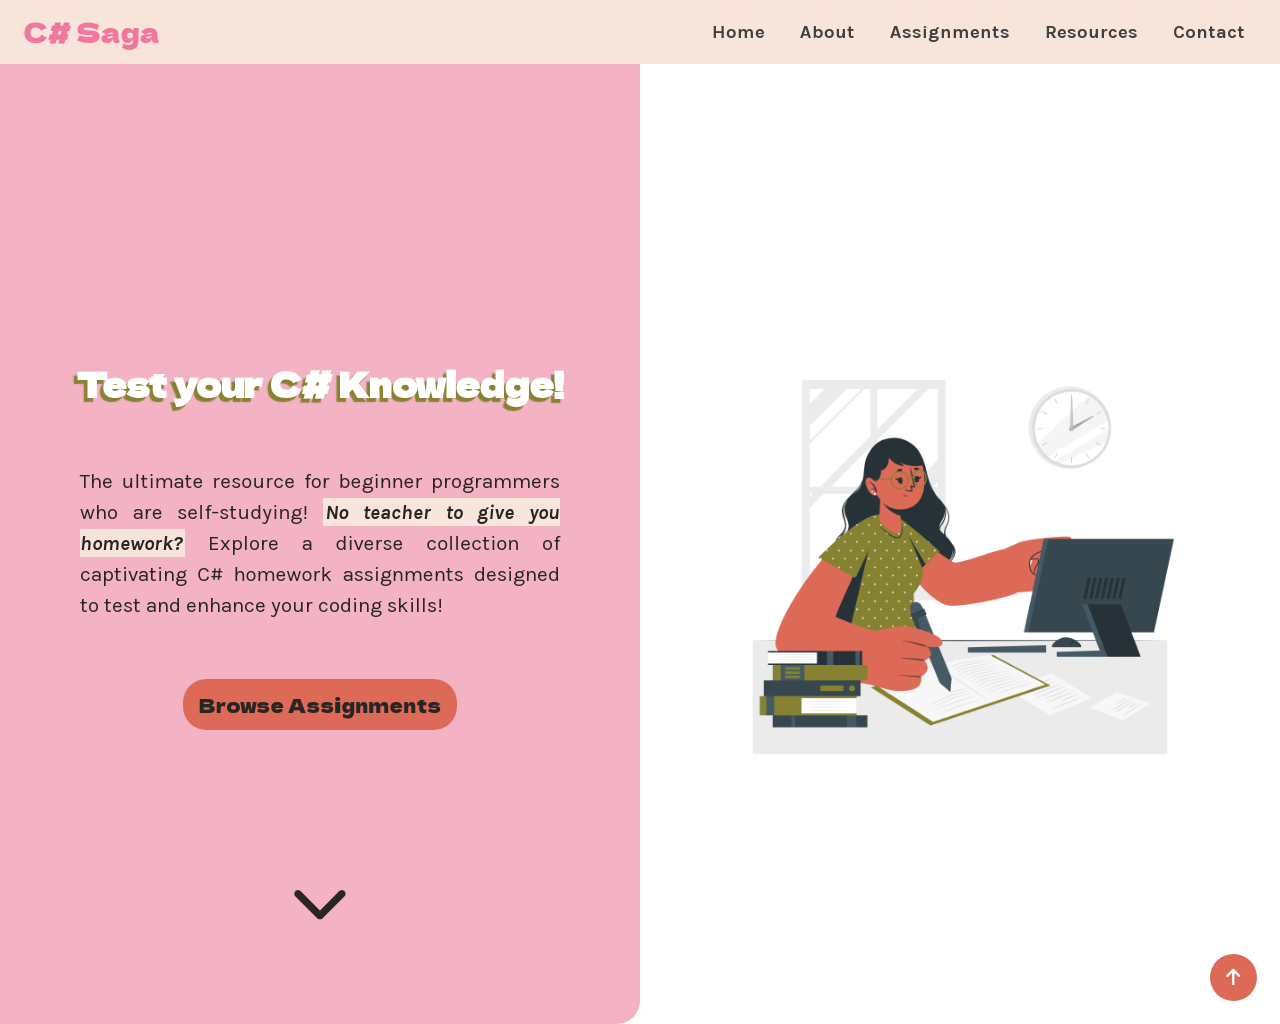 C# Saga
Home About Assignments Resources Contact
Test your C# Knowledge!
The ultimate resource for beginner programmers
who are self-studying! No teacher to give you
homework? Explore a diverse collection of
captivating C# homework assignments designed
to test and enhance your coding skills!
Browse Assignments